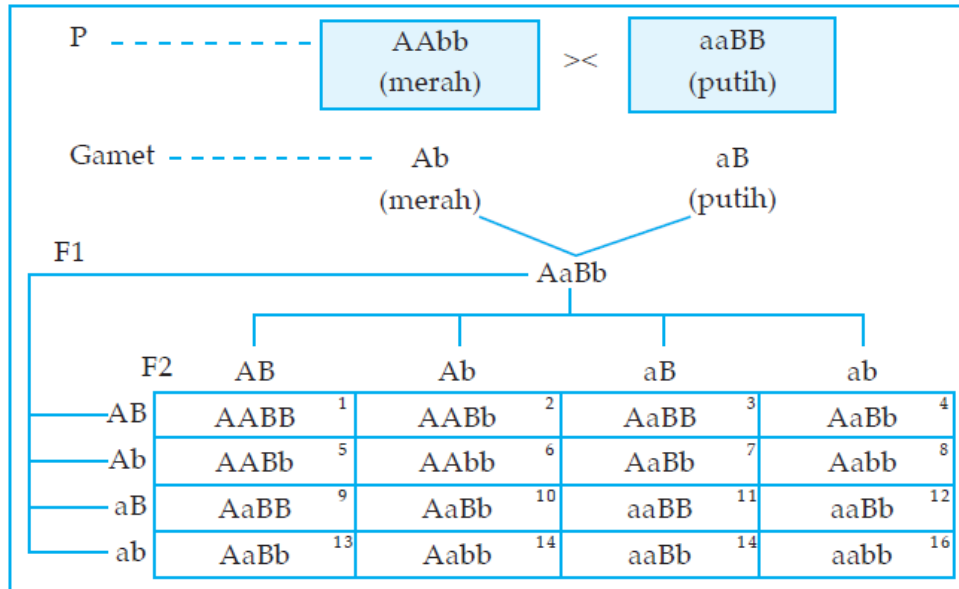 P AAbb >< aaBB
(merah) (putih)
Gamet Ab aB
(merah) (putih)
F1
AaBb
F2 AB Ab aB ab
AB AABB 1 AABb 2 AaBB 3 AaBb 4
Ab AABb 5 AAbb 6 AaBb 7 Aabb 8
aB AaBB 9 AaBb 10 aaBB 11 aaBb 12
ab AaBb 13 Aabb 14 aaBb 14 aabb 16